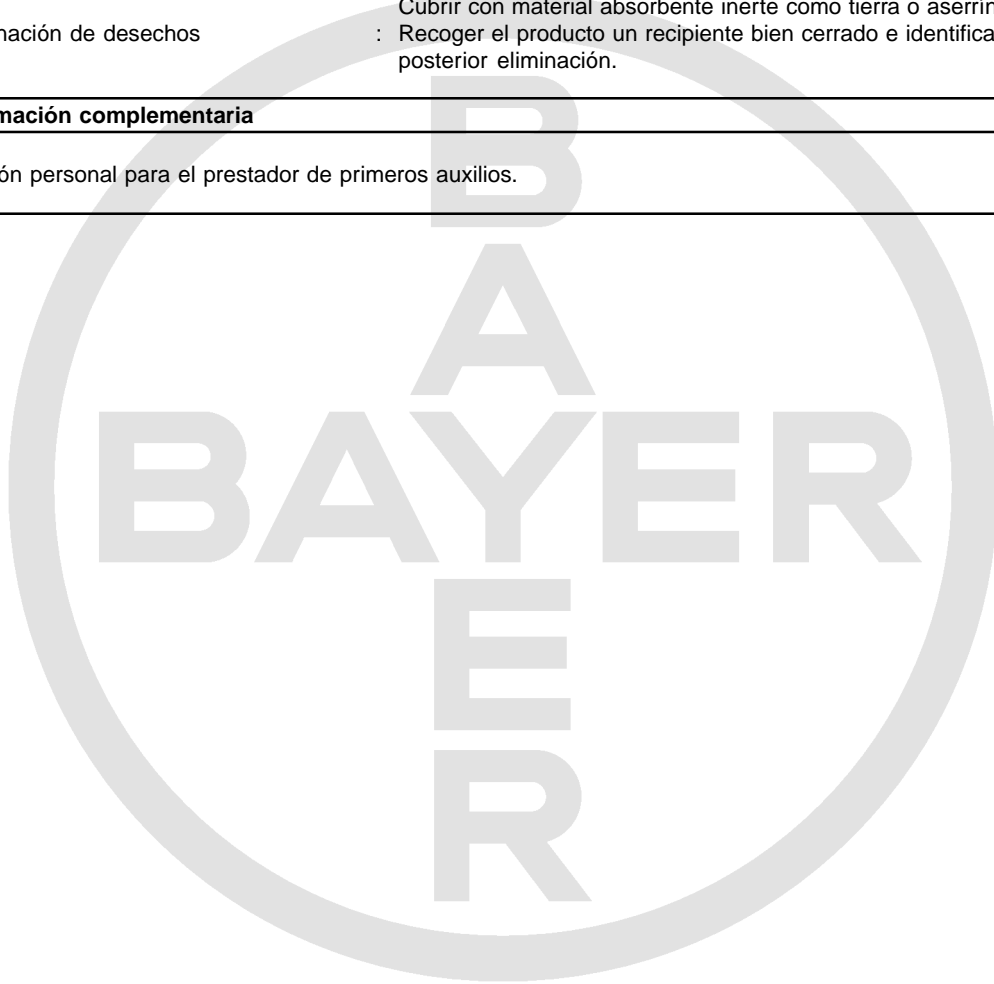 Cubrir con material absorbente inerte como tierra o aserrín
nación de desechos : Recoger el producto un recipiente bien cerrado e identifica
posterior eliminación.
mación complementaria
ón personal para el prestador de primeros auxilios.
B
A
BAYER
E
R